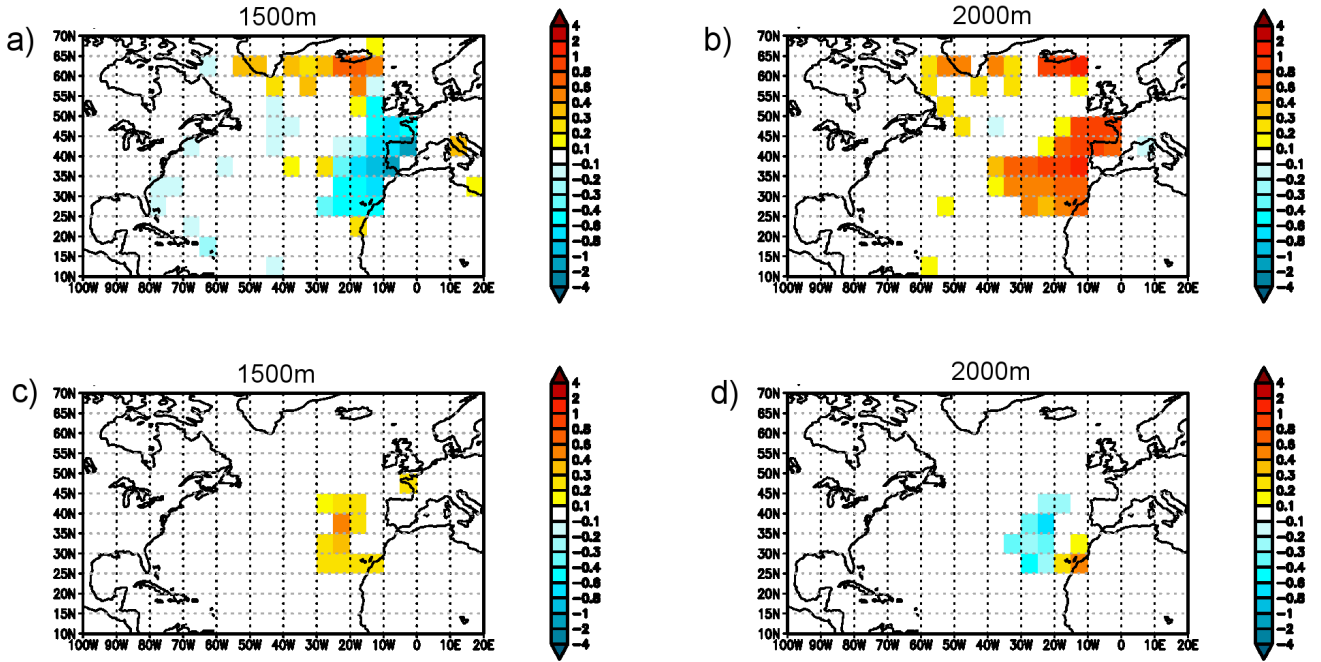 a)
1500m
70N
65N
60N
55N
50N
45N
40N
35N
30N
25N
20N
15N
10N
100W 90W 80W 70W 60W 50W 40W 30W 20W 10W 0 10E 20E
4
2
1
0.8
0.6
0.4
0.3
0.2
0.1
-0.1
-0.2
-0.3
-0.4
-0.6
-0.8
-1
-2
-4
b)
2000m
70N
65N
60N
55N
50N
45N
40N
35N
30N
25N
20N
15N
10N
100W 90W 80W 70W 60W 50W 40W 30W 20W 10W 0 10E 20E
4
2
1
0.8
0.6
0.4
0.3
0.2
0.1
-0.1
-0.2
-0.3
-0.4
-0.6
-0.8
-1
-2
-4
c)
1500m
70N
65N
60N
55N
50N
45N
40N
35N
30N
25N
20N
15N
10N
100W 90W 80W 70W 60W 50W 40W 30W 20W 10W 0 10E 20E
4
2
1
0.8
0.6
0.4
0.3
0.2
0.1
-0.1
-0.2
-0.3
-0.4
-0.6
-0.8
-1
-2
-4
d)
2000m
70N
65N
60N
55N
50N
45N
40N
35N
30N
25N
20N
15N
10N
100W 90W 80W 70W 60W 50W 40W 30W 20W 10W 0 10E 20E
4
2
1
0.8
0.6
0.4
0.3
0.2
0.1
-0.1
-0.2
-0.3
-0.4
-0.6
-0.8
-1
-2
-4